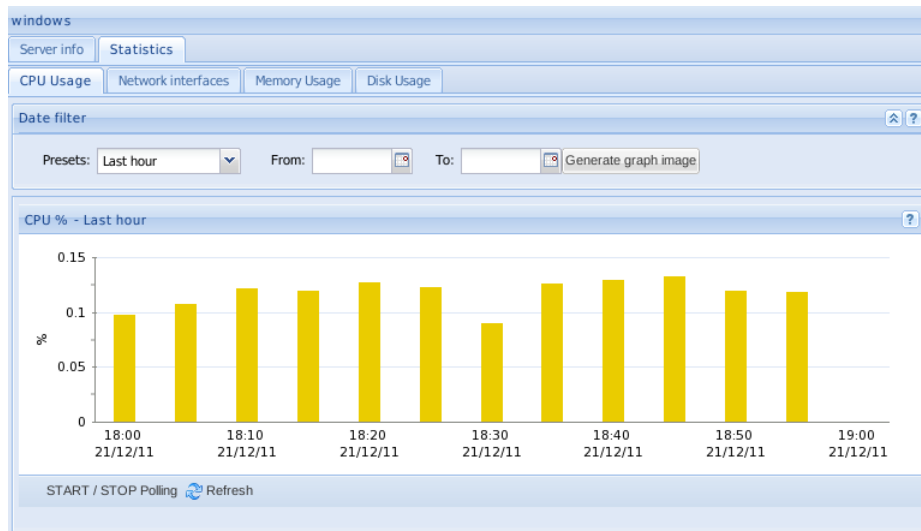 windows
Server info Statistics
CPU Usage Network interfaces Memory Usage Disk Usage
Date filter ?
Presets: Last hour From: To: Generate graph image
CPU % - Last hour ?
0.15
0.1
%
0.05
0
18:00 18:10 18:20 18:30 18:40 18:50 19:00
21/12/11 21/12/11 21/12/11 21/12/11 21/12/11 21/12/11 21/12/11
START / STOP Polling Refresh